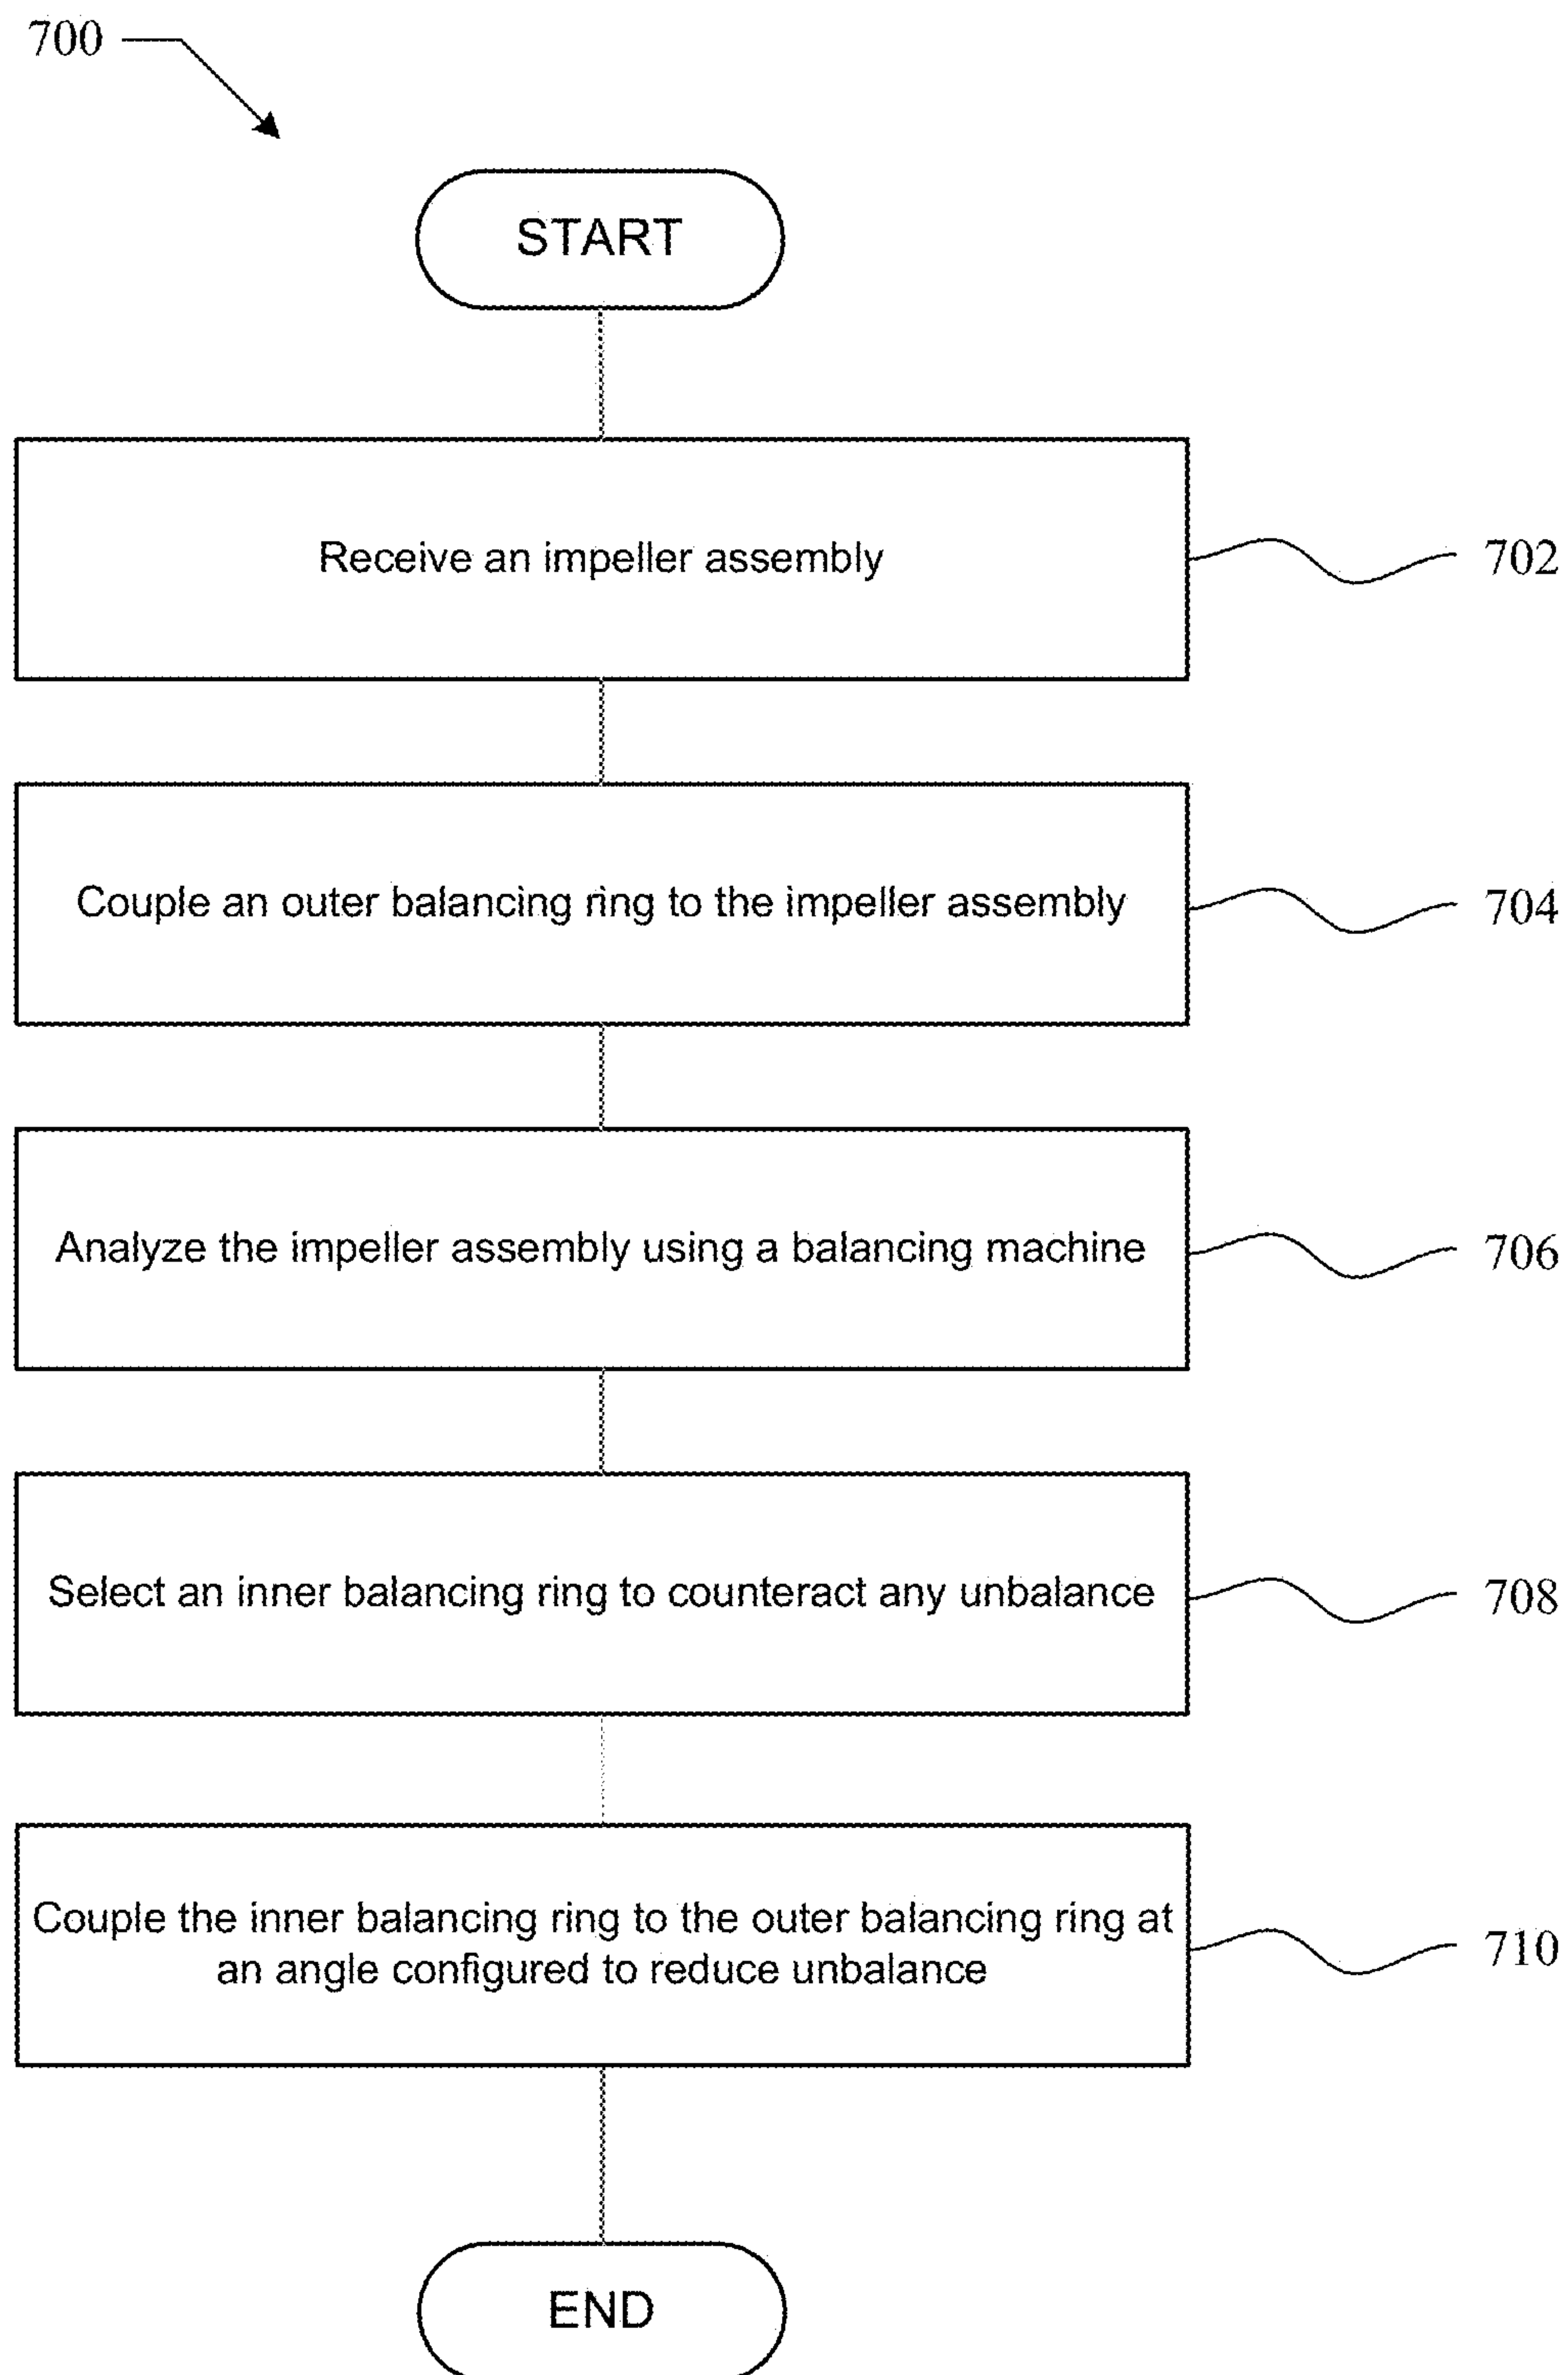 700
START
Receive an impeller assembly
702
Couple an outer balancing ring to the impeller assembly
704
Analyze the impeller assembly using a balancing machine
706
Select an inner balancing ring to counteract any unbalance
708
Couple the inner balancing ring to the outer balancing ring at
an angle configured to reduce unbalance
710
END